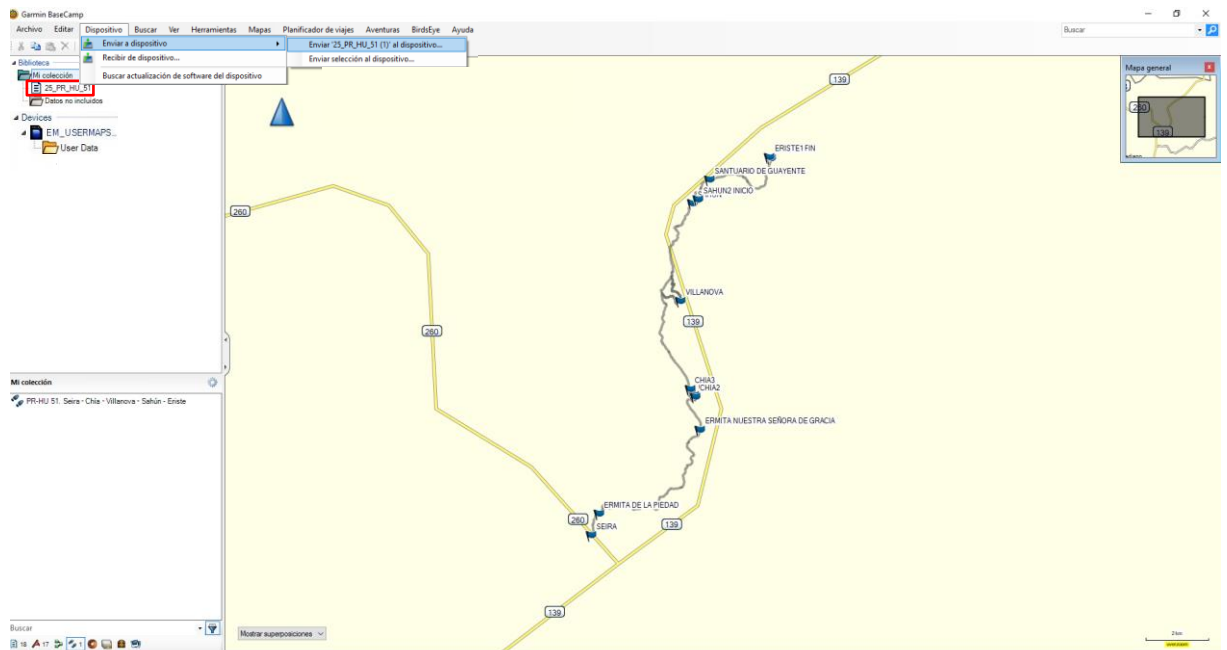 Garmin BaseCamp
Archivo Editar Dispositivo Buscar Ver Herramientas Mapas Planificador de viajes Aventuras BirdsEye Ayuda
Buscar
Enviar a dispositivo
Enviar '25_PR_HU_51 (1)' al dispositivo...
Recibir de dispositivo...
Enviar selección al dispositivo...
Buscar actualización de software del dispositivo
Biblioteca
Mi colección
25_PR_HU_51
Datos no incluidos
Devices
EM_USERMAPS...
User Data
Mapa general
260
139
139
ERISTE1 FIN
SANTUARIO DE GUAYENTE
SAHUN2 INICIO
260
VILLANOVA
139
260
CHIA3
CHIA2
ERMITA NUESTRA SEÑORA DE GRACIA
ERMITA DE LA PIEDAD
260
SEIRA
139
139
Mi colección
PR-HU 51. Seira - Chía - Villanova - Sahún - Eriste
Buscar
18 17 1
Mostrar superposiciones
2 km